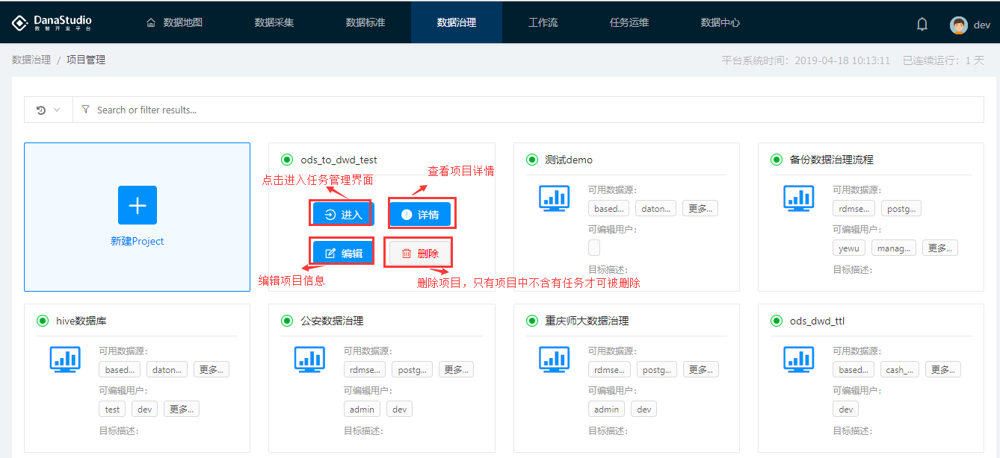 DanaStudio
数智开发平台
数据地图
数据采集
数据标准
数据治理
工作流
任务运维
数据中心
dev
数据治理 / 项目管理
平台系统时间：2019-04-18 10:13:11 已连续运行：1 天
Search or filter results...
新建Project
ods_to_dwd_test
点击进入任务管理界面
查看项目详情
进入
详情
编辑
删除
编辑项目信息
删除项目，只有项目中不含有任务才可被删除
测试demo
可用数据源:
based... daton... 更多...
可编辑用户:
目标描述:
备份数据治理流程
可用数据源:
rdmse... postg...
可编辑用户:
yewu manag... 更多...
目标描述:
hive数据库
可用数据源:
based... daton... 更多...
可编辑用户:
test dev 更多...
目标描述:
公安数据治理
可用数据源:
rdmse... postg... 更多...
可编辑用户:
admin dev
目标描述:
重庆师大数据治理
可用数据源:
rdmse... postg... 更多...
可编辑用户:
admin dev
目标描述:
ods_dwd_ttl
可用数据源:
based... cash_... 更多...
可编辑用户:
dev
目标描述: